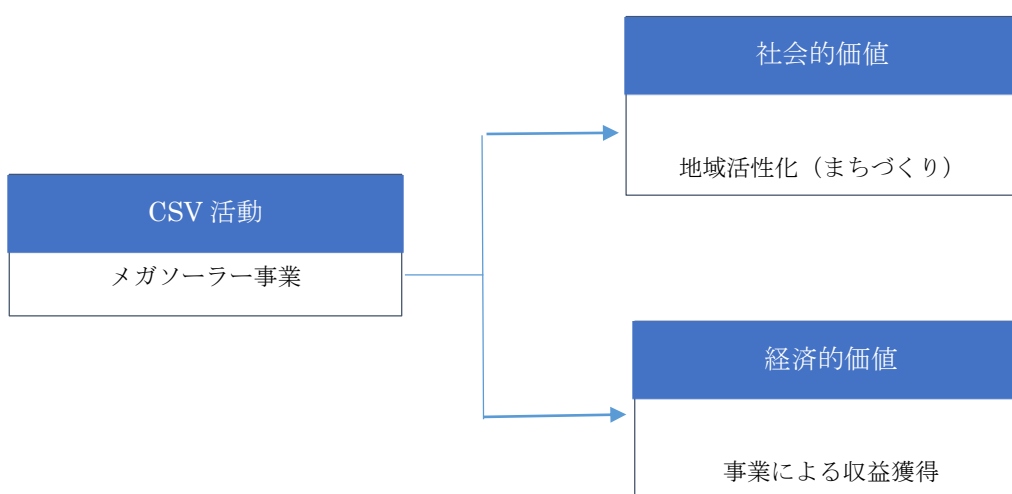 社会的価値
地域活性化（まちづくり）
CSV 活動
メガソーラー事業
経済的価値
事業による収益獲得